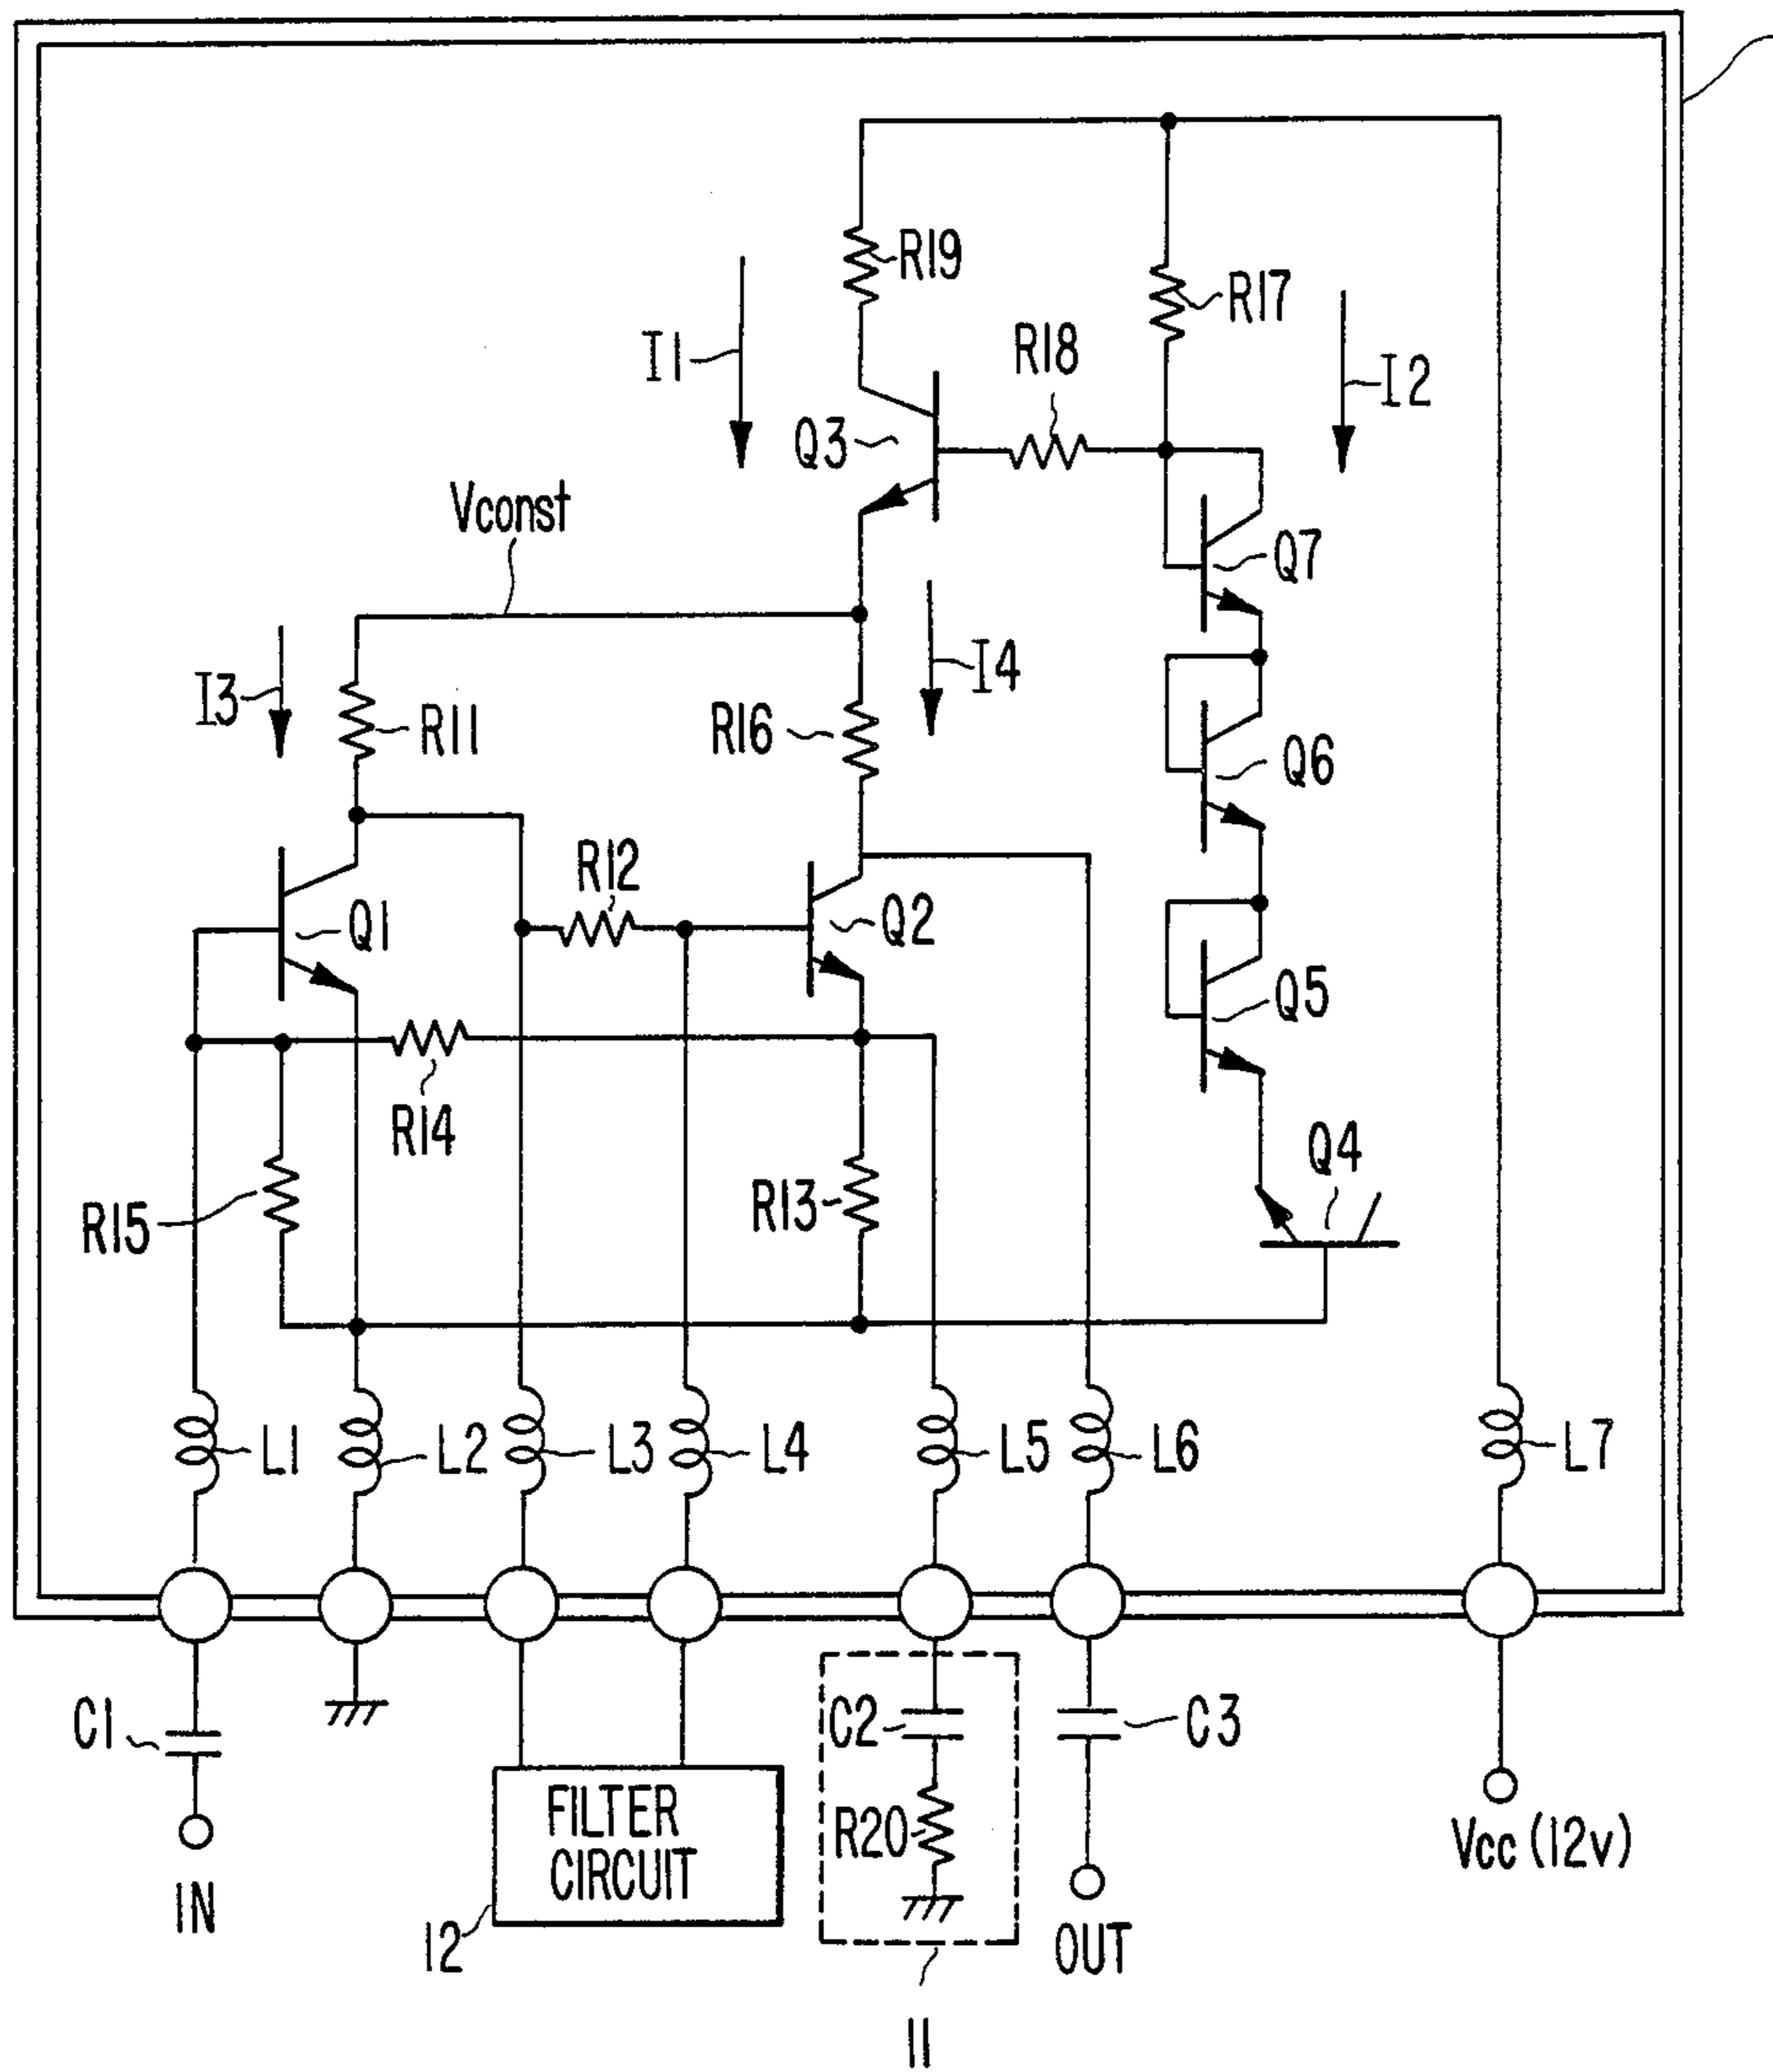 R19
R17
R18
I1
I2
Q3
Vconst
Q7
I4
I3
R11
R16
Q6
R12
Q1
Q2
Q5
R14
Q4
R15
R13
L1
L2
L3
L4
L5
L6
L7
C1
C2
C3
FILTER
CIRCUIT
R20
Vcc (12v)
IN
12
OUT
11